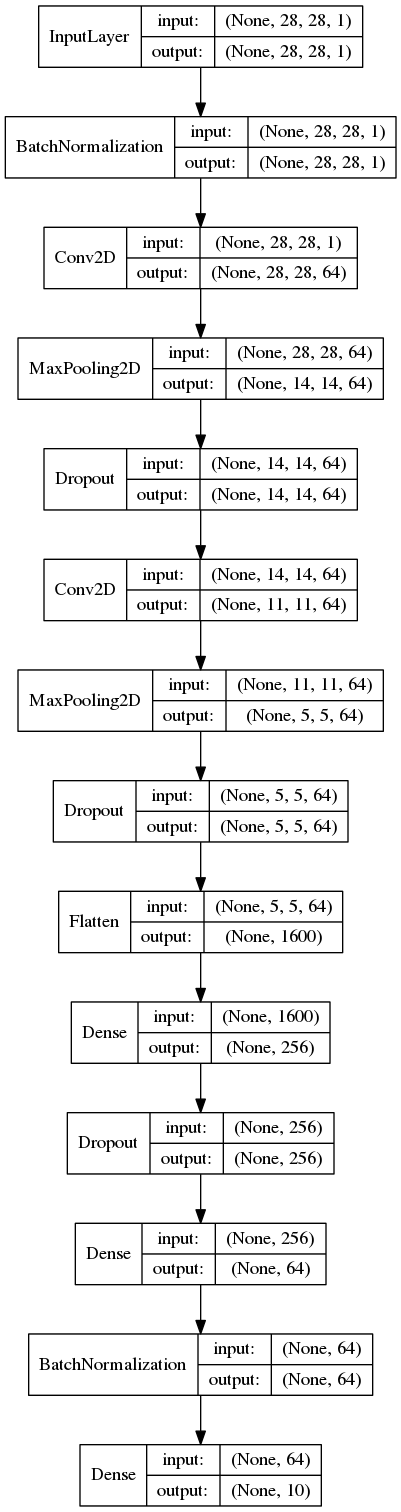 InputLayer
input: (None, 28, 28, 1)
output: (None, 28, 28, 1)
BatchNormalization
input: (None, 28, 28, 1)
output: (None, 28, 28, 1)
Conv2D
input: (None, 28, 28, 1)
output: (None, 28, 28, 64)
MaxPooling2D
input: (None, 28, 28, 64)
output: (None, 14, 14, 64)
Dropout
input: (None, 14, 14, 64)
output: (None, 14, 14, 64)
Conv2D
input: (None, 14, 14, 64)
output: (None, 11, 11, 64)
MaxPooling2D
input: (None, 11, 11, 64)
output: (None, 5, 5, 64)
Dropout
input: (None, 5, 5, 64)
output: (None, 5, 5, 64)
Flatten
input: (None, 5, 5, 64)
output: (None, 1600)
Dense
input: (None, 1600)
output: (None, 256)
Dropout
input: (None, 256)
output: (None, 256)
Dense
input: (None, 256)
output: (None, 64)
BatchNormalization
input: (None, 64)
output: (None, 64)
Dense
input: (None, 64)
output: (None, 10)